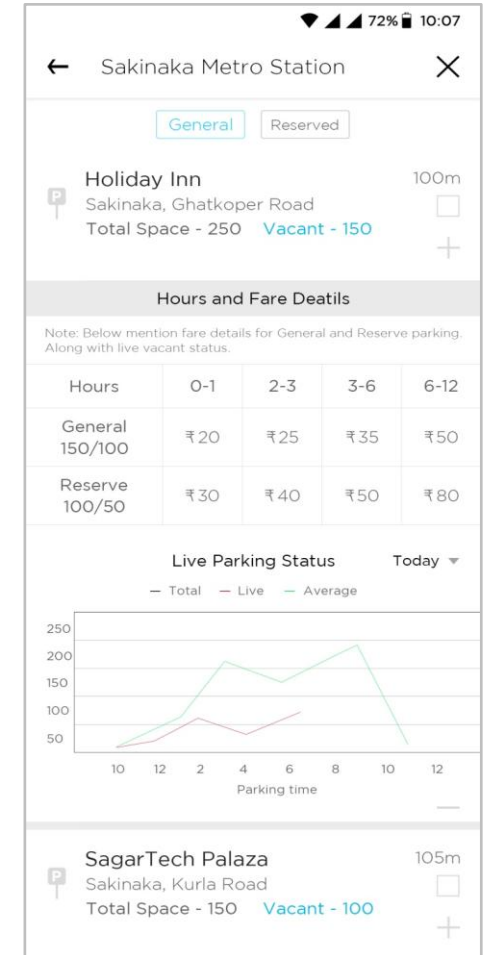 72% 10:07
Sakinaka Metro Station
General Reserved
Holiday Inn 100m
P
Sakinaka, Ghatkoper Road
Total Space - 250 Vacant - 150
Hours and Fare Deatils
Note: Below mention fare details for General and Reserve parking.
Along with live vacant status.
Hours 0-1 2-3 3-6 6-12
General
150/100 ₹20 ₹25 ₹35 ₹50
Reserve
100/50 ₹30 ₹40 ₹50 ₹80
Live Parking Status Today
Total Live Average
250
200
150
100
50
10 12 2 4 6 8 10 12
Parking time
SagarTech Palaza 105m
P
Sakinaka, Kurla Road
Total Space - 150 Vacant - 100